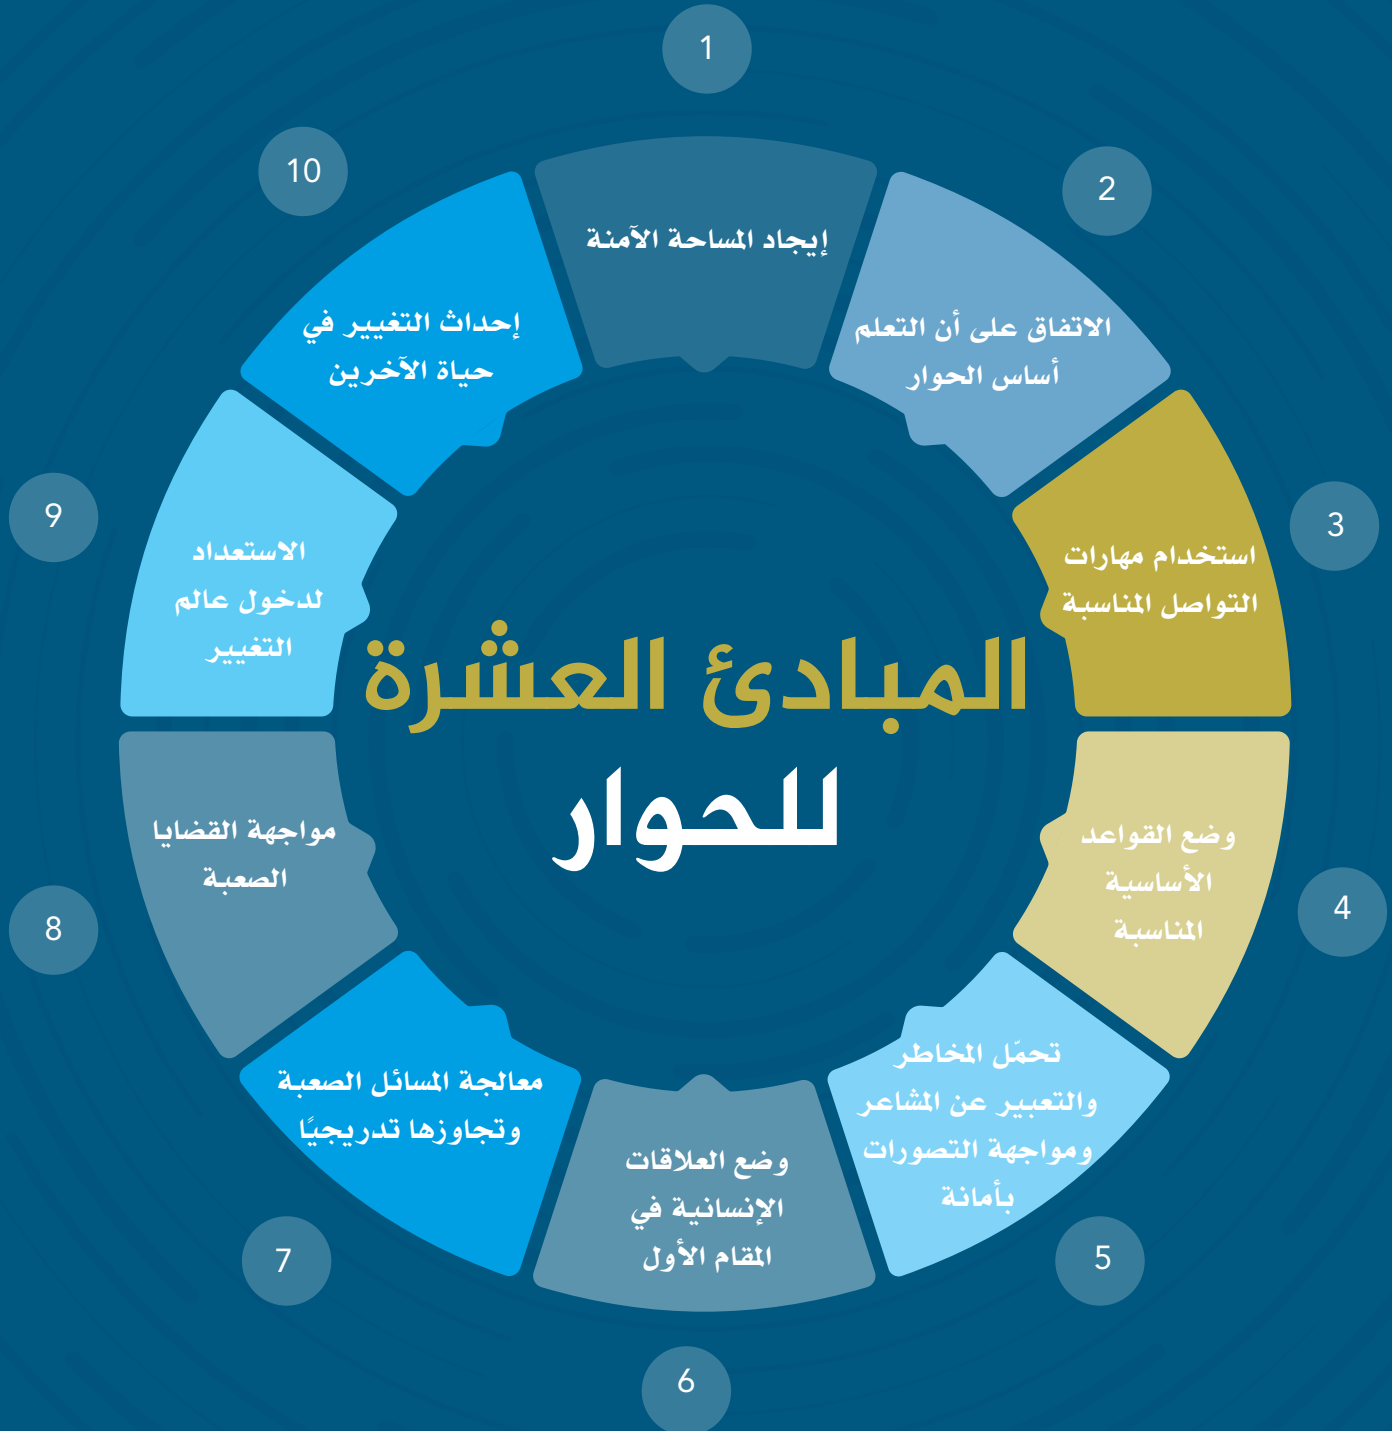 المبادئ العشرة
للحوار
1
إيجاد المساحة الآمنة
2
الاتفاق على أن التعلم
أساس الحوار
3
استخدام مهارات
التواصل المناسبة
4
وضع القواعد
الأساسية
المناسبة
5
تحمّل المخاطر
والتعبير عن المشاعر
ومواجهة التصورات
بأمانة
6
وضع العلاقات
الإنسانية في
المقام الأول
7
معالجة المسائل الصعبة
وتجاوزها تدريجيًا
8
مواجهة القضايا
الصعبة
9
الاستعداد
لدخول عالم
التغيير
10
إحداث التغيير في
حياة الآخرين